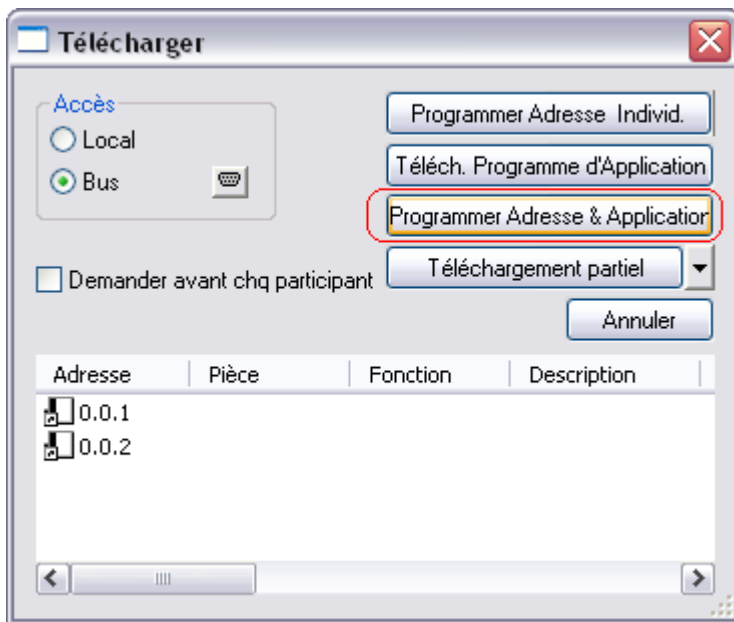 Télécharger
Accès
Local
Bus
Programmer Adresse Individ.
Téléch. Programme d'Application
Programmer Adresse & Application
Téléchargement partiel
Demander avant chq participant
Annuler
Adresse Pièce Fonction Description
0.0.1
0.0.2